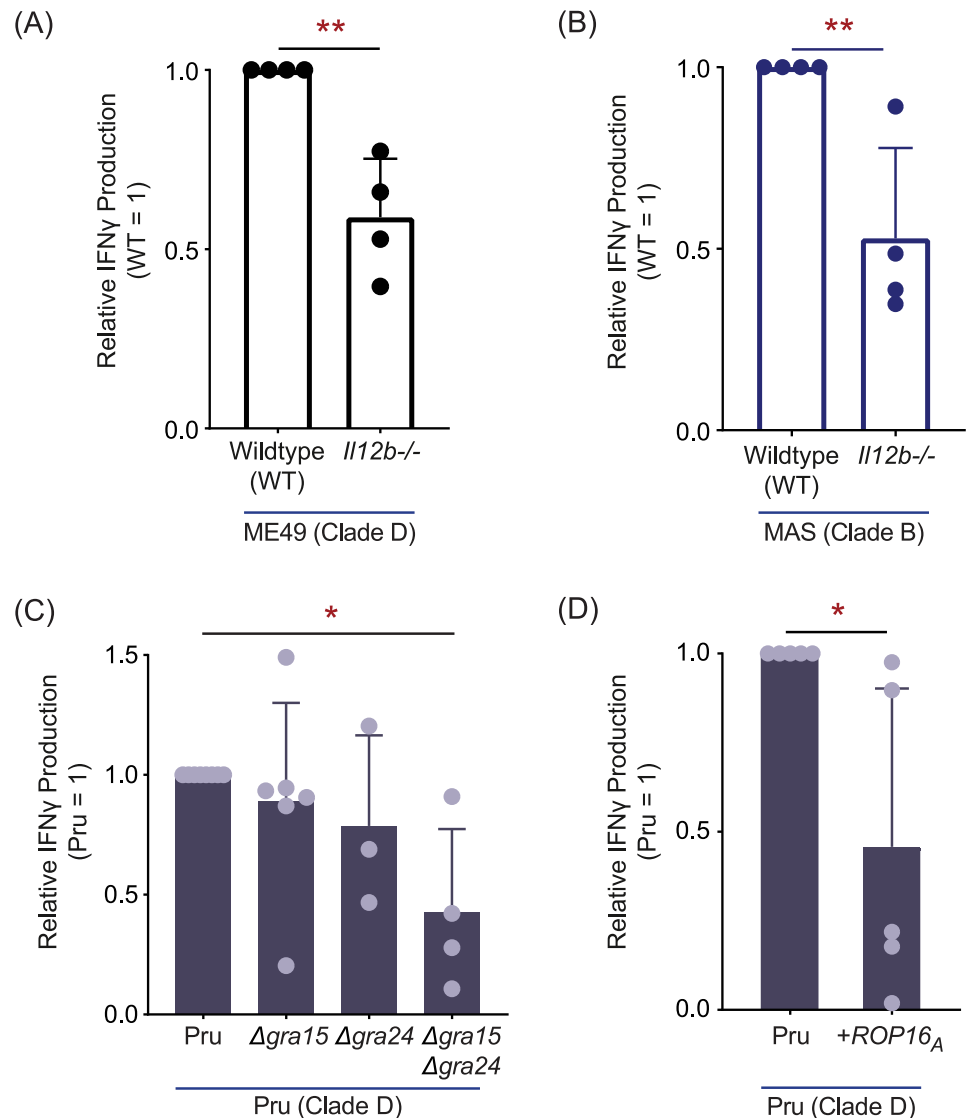 (A)
**
Relative IFNγ Production
(WT = 1)
1.0
0.5
0.0
Wildtype
(WT)
Il12b-/-
ME49 (Clade D)
(B)
**
Relative IFNγ Production
(WT = 1)
1.0
0.5
0.0
Wildtype
(WT)
Il12b-/-
MAS (Clade B)
(C)
*
Relative IFNγ Production
(Pru = 1)
1.5
1.0
0.5
0.0
Pru
Δgra15
Δgra24
Δgra15
Δgra24
Pru (Clade D)
(D)
*
Relative IFNγ Production
(Pru = 1)
1.0
0.5
0.0
Pru
+ROP16A
Pru (Clade D)